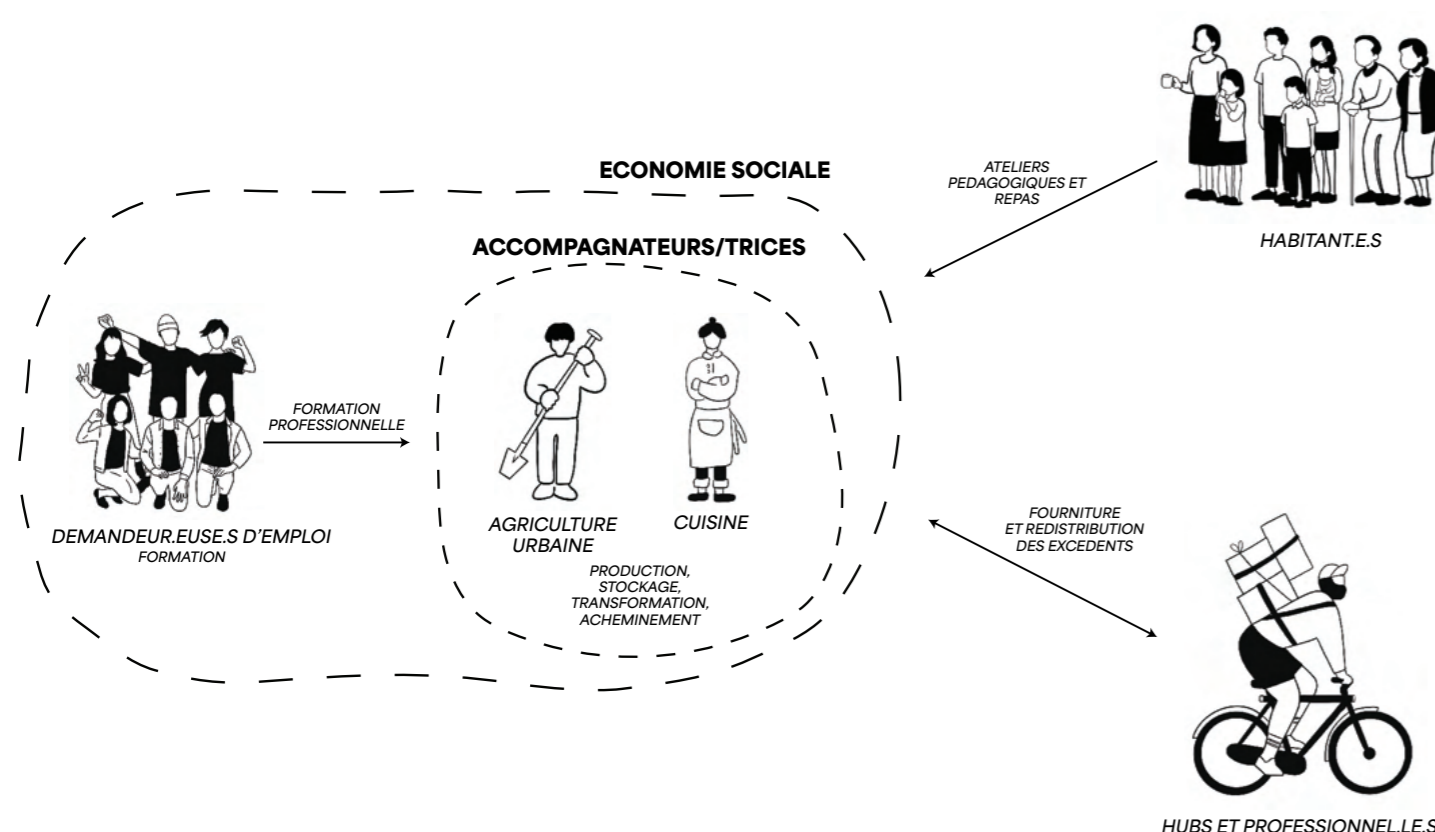 ECONOMIE SOCIALE
ATELIERS
PEDAGOGIQUES ET
REPAS
HABITANT.E.S
ACCOMPAGNATEURS/TRICES
FORMATION
PROFESSIONNELLE
DEMANDEUR.EUSE.S D'EMPLOI
FORMATION
AGRICULTURE
URBAINE
CUISINE
PRODUCTION,
STOCKAGE,
TRANSFORMATION,
ACHEMINEMENT
FOURNITURE
ET REDISTRIBUTION
DES EXCEDENTS
HUBS ET PROFESSIONNEL.LE.S